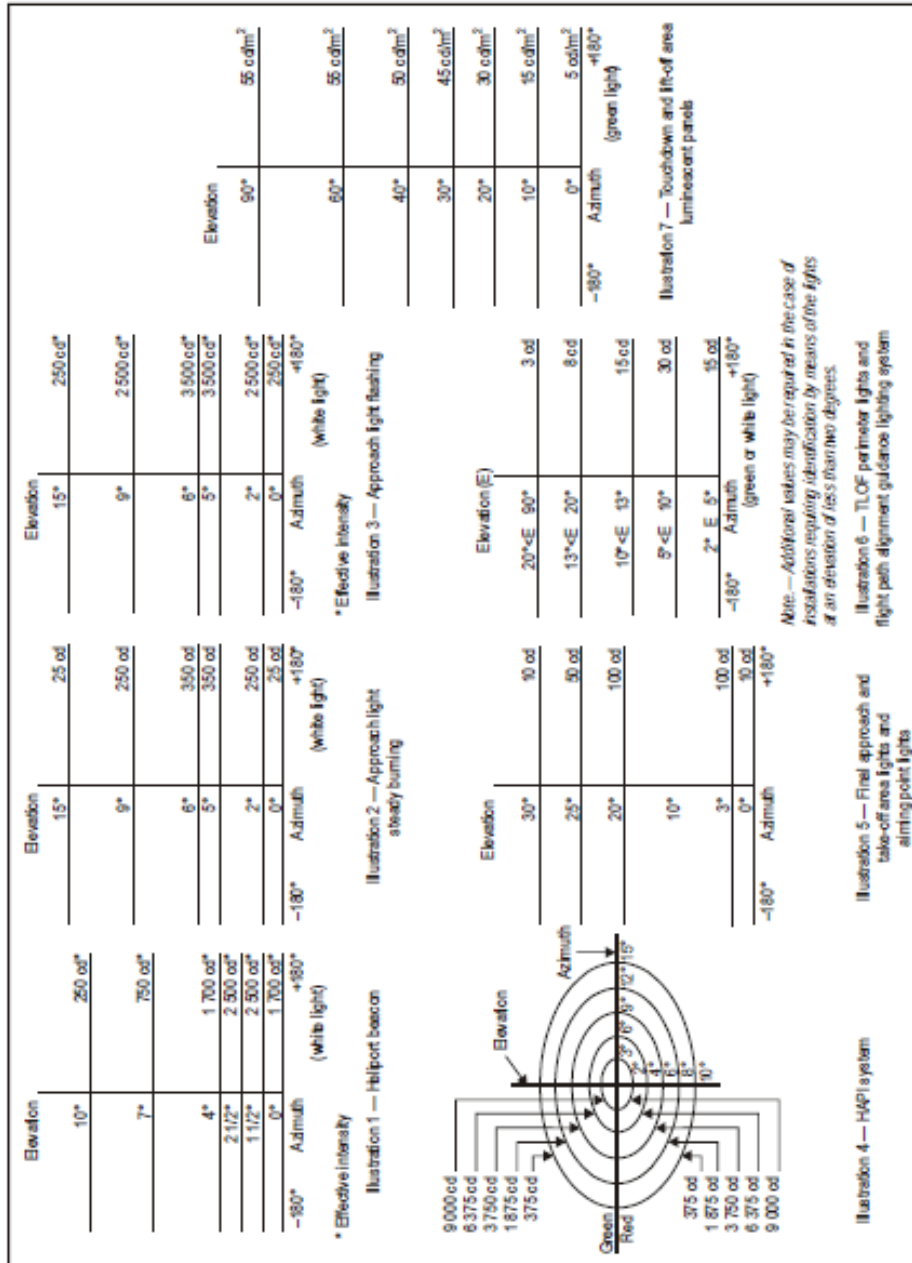 Elevation
10° 250 cd*
7° 750 cd*
4° 1 700 cd*
2 1/2° 2 500 cd*
1 1/2° 2 500 cd*
0° 1 700 cd*
–180° Azimuth +180°
(white light)
* Effective intensity
Illustration 1 — Heliport beacon
Elevation
15° 25 cd
9° 250 cd
6° 350 cd
5° 350 cd
2° 250 cd
0° 25 cd
–180° Azimuth +180°
(white light)
Illustration 2 — Approach light
steady burning
Elevation
15° 250 cd*
9° 2 500 cd*
6° 3 500 cd*
5° 3 500 cd*
2° 2 500 cd*
0° 250 cd*
–180° Azimuth +180°
(white light)
* Effective intensity
Illustration 3 — Approach light flashing
Elevation
Azimuth
9 000 cd
6 375 cd
3 750 cd
1 875 cd
375 cd
Green
Red
3° 6° 9° 12° 15°
2°
4°
6°
8°
10°
375 cd
1 875 cd
3 750 cd
6 375 cd
9 000 cd
Illustration 4 — HAPI system
Elevation
30° 10 cd
25° 50 cd
20° 100 cd
10°
3° 100 cd
0° 10 cd
–180° Azimuth +180°
Illustration 5 — Final approach and
take-off area lights and
aiming point lights
Elevation (E)
20°<E 90° 3 cd
13°<E 20° 8 cd
10°<E 13° 15 cd
5°<E 10° 30 cd
2° E 5° 15 cd
–180° Azimuth +180°
(green or white light)
Note.— Additional values may be required in the case of
installations requiring identification by means of the lights
at an elevation of less than two degrees.
Illustration 6 — TLOF perimeter lights and
flight path alignment guidance lighting system
Elevation
90° 55 cd/m²
60° 55 cd/m²
40° 50 cd/m²
30° 45 cd/m²
20° 30 cd/m²
10° 15 cd/m²
0° 5 cd/m²
–180° Azimuth +180°
(green light)
Illustration 7 — Touchdown and lift-off area
luminescent panels